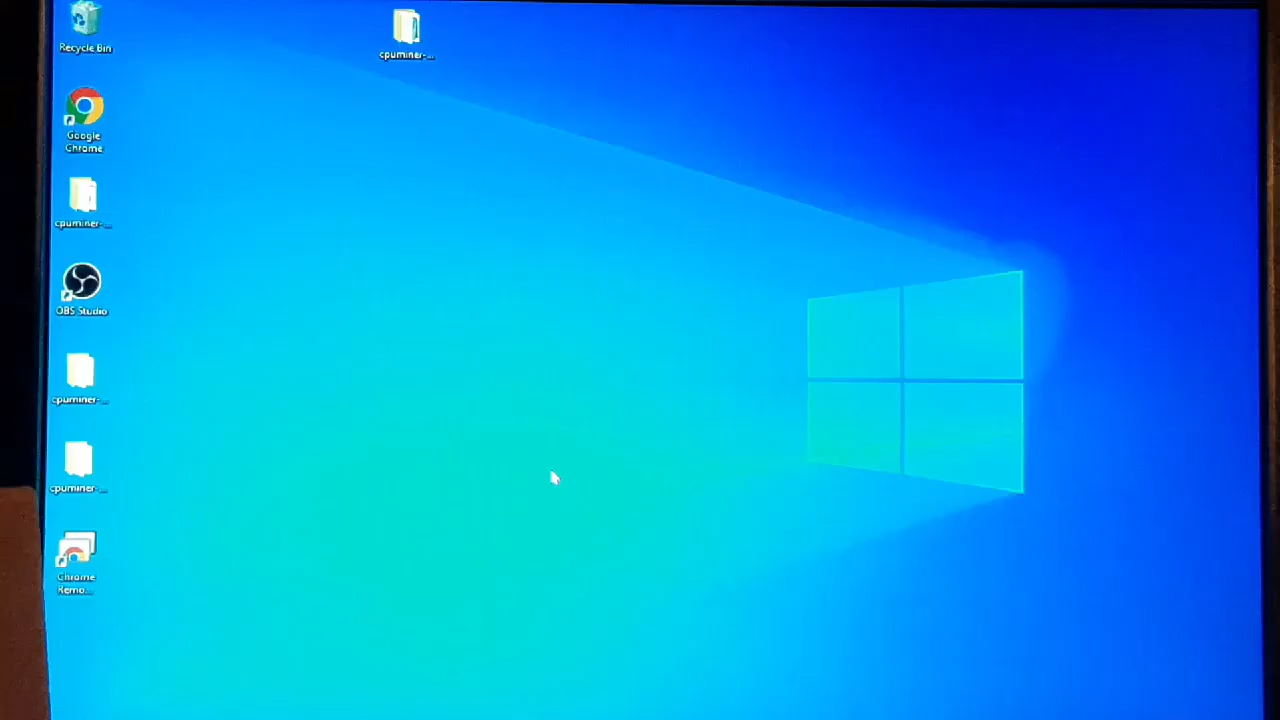 Recycle Bin
cpuminer-...
Google
Chrome
cpuminer-...
OBS Studio
cpuminer-...
cpuminer-...
Chrome
Remo...